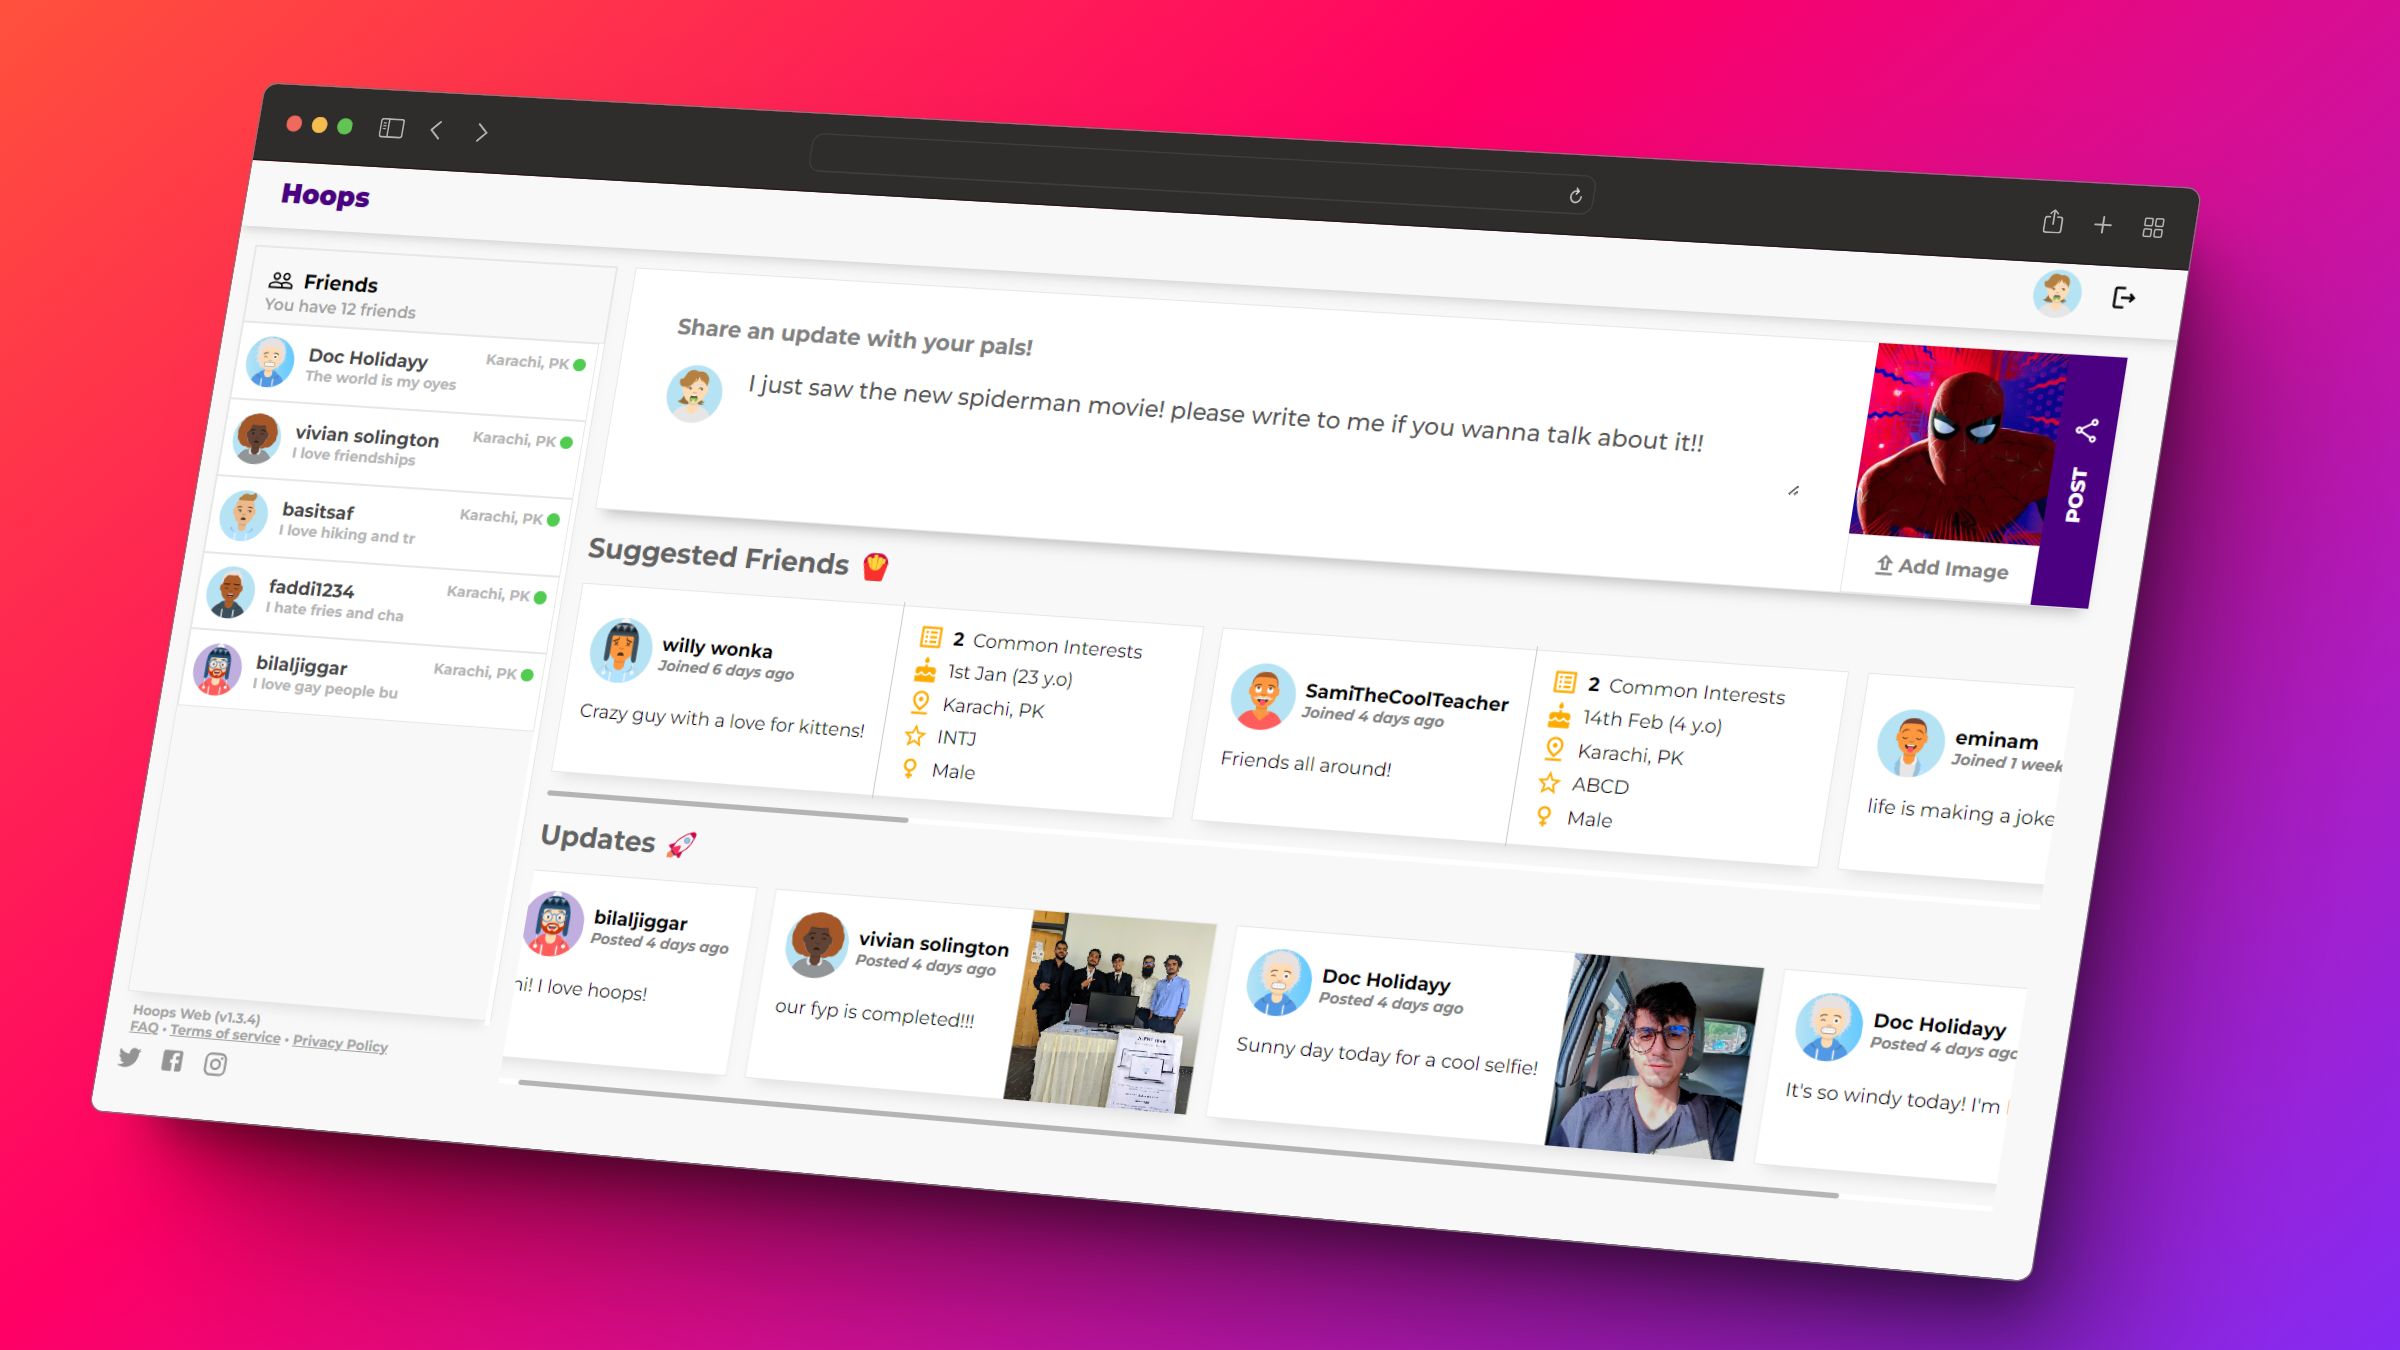 Hoops
Friends
You have 12 friends
Doc Holidayy
Karachi, PK
The world is my oyes
vivian solington
Karachi, PK
I love friendships
basitsaf
Karachi, PK
I love hiking and tr
faddi1234
Karachi, PK
I hate fries and cha
bilaljiggar
Karachi, PK
I love gay people bu
Hoops Web (v1.3.4)
FAQ • Terms of service • Privacy Policy
Share an update with your pals!
I just saw the new spiderman movie! please write to me if you wanna talk about it!!
Add Image
POST
Suggested Friends
willy wonka
Joined 6 days ago
Crazy guy with a love for kittens!
2 Common Interests
1st Jan (23 y.o)
Karachi, PK
INTJ
Male
SamiTheCoolTeacher
Joined 4 days ago
Friends all around!
2 Common Interests
14th Feb (4 y.o)
Karachi, PK
ABCD
Male
eminam
Joined 1 week
life is making a joke
Updates
bilaljiggar
Posted 4 days ago
hi! I love hoops!
vivian solington
Posted 4 days ago
our fyp is completed!!!
Doc Holidayy
Posted 4 days ago
Sunny day today for a cool selfie!
Doc Holidayy
Posted 4 days ago
It's so windy today! I'm